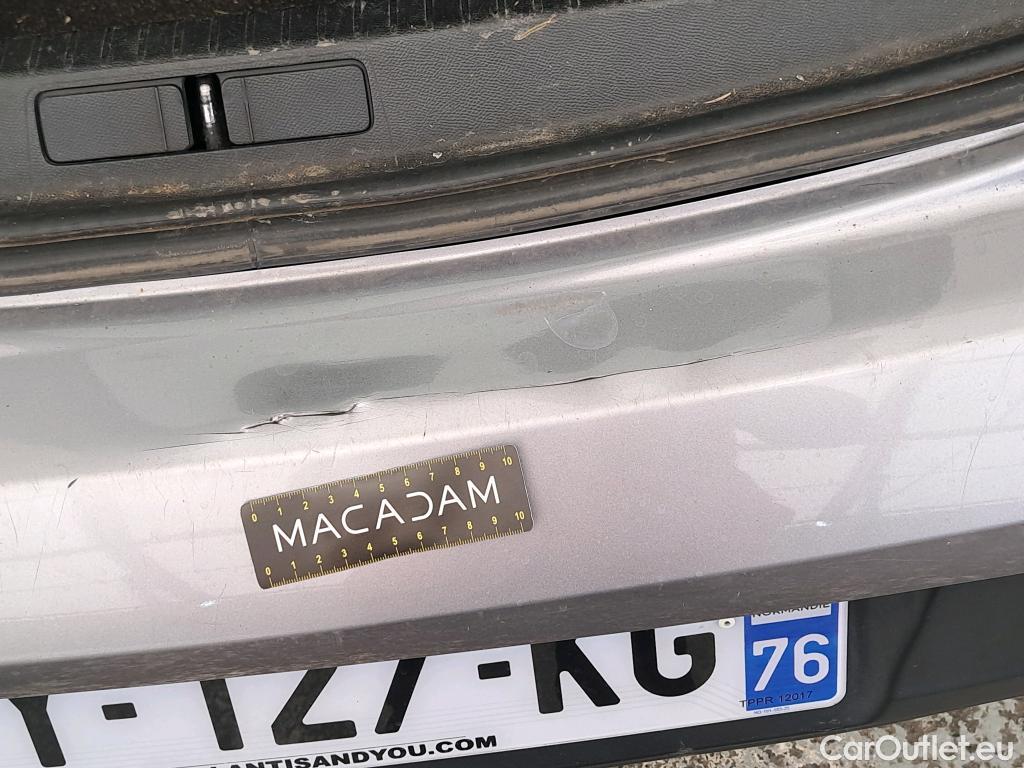 0 1 2 3 4 5 6 7 8 9 10
MACADAM
0 1 2 3 4 5 6 7 8 9 10
NORMANDIE
Y-127-KG
76
TPPR 12017
LANTISANDYOU.COM
CarOutlet.eu